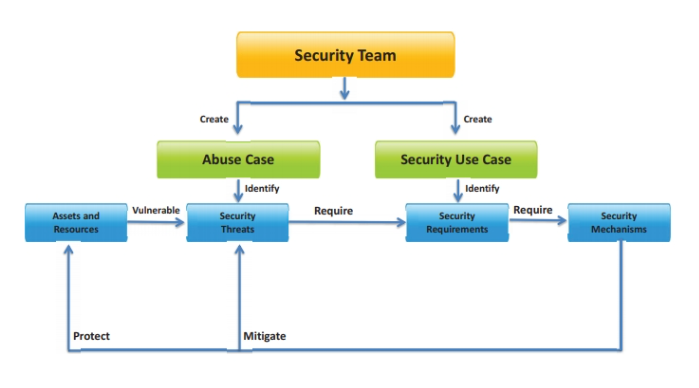 Security Team
Create
Create
Abuse Case
Security Use Case
Identify
Identify
Assets and
Resources
Vulnerable
Security
Threats
Require
Security
Requirements
Require
Security
Mechanisms
Protect
Mitigate